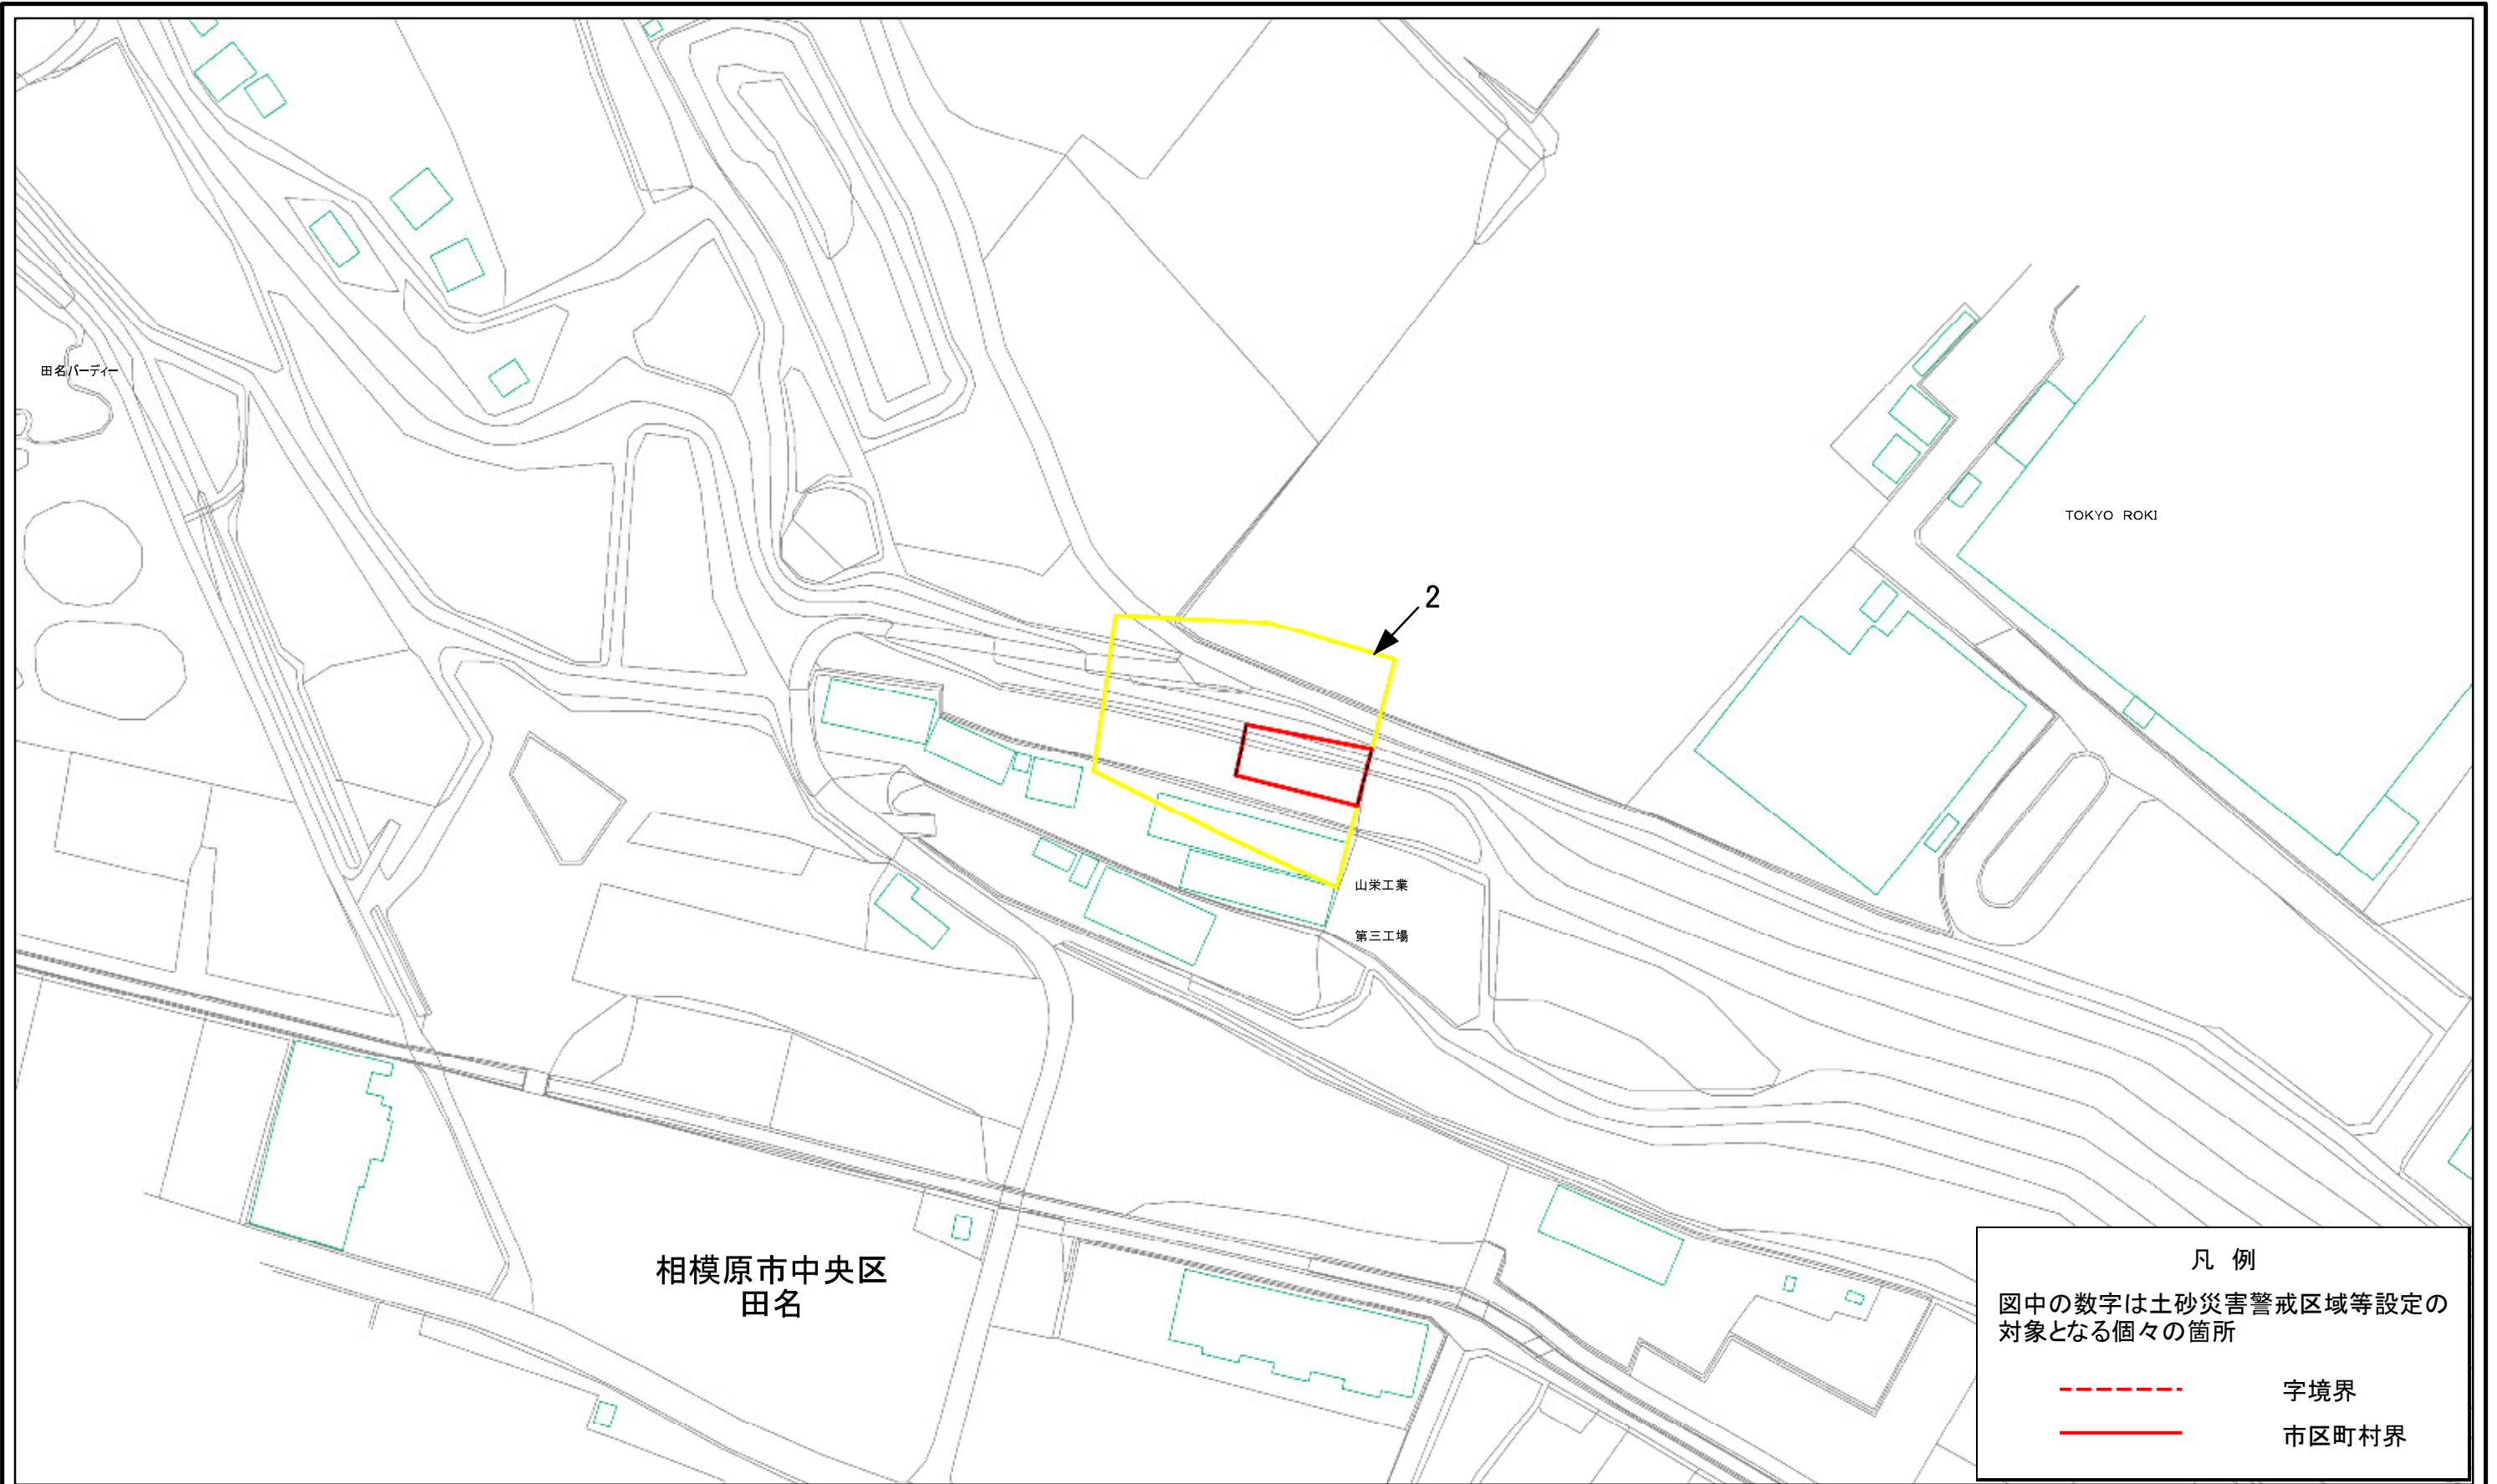 田名バーディー
TOKYO ROKI
2
山栄工業
第三工場
相模原市中央区
田名
凡 例
図中の数字は土砂災害警戒区域等設定の
対象となる個々の箇所
字境界
市区町村界